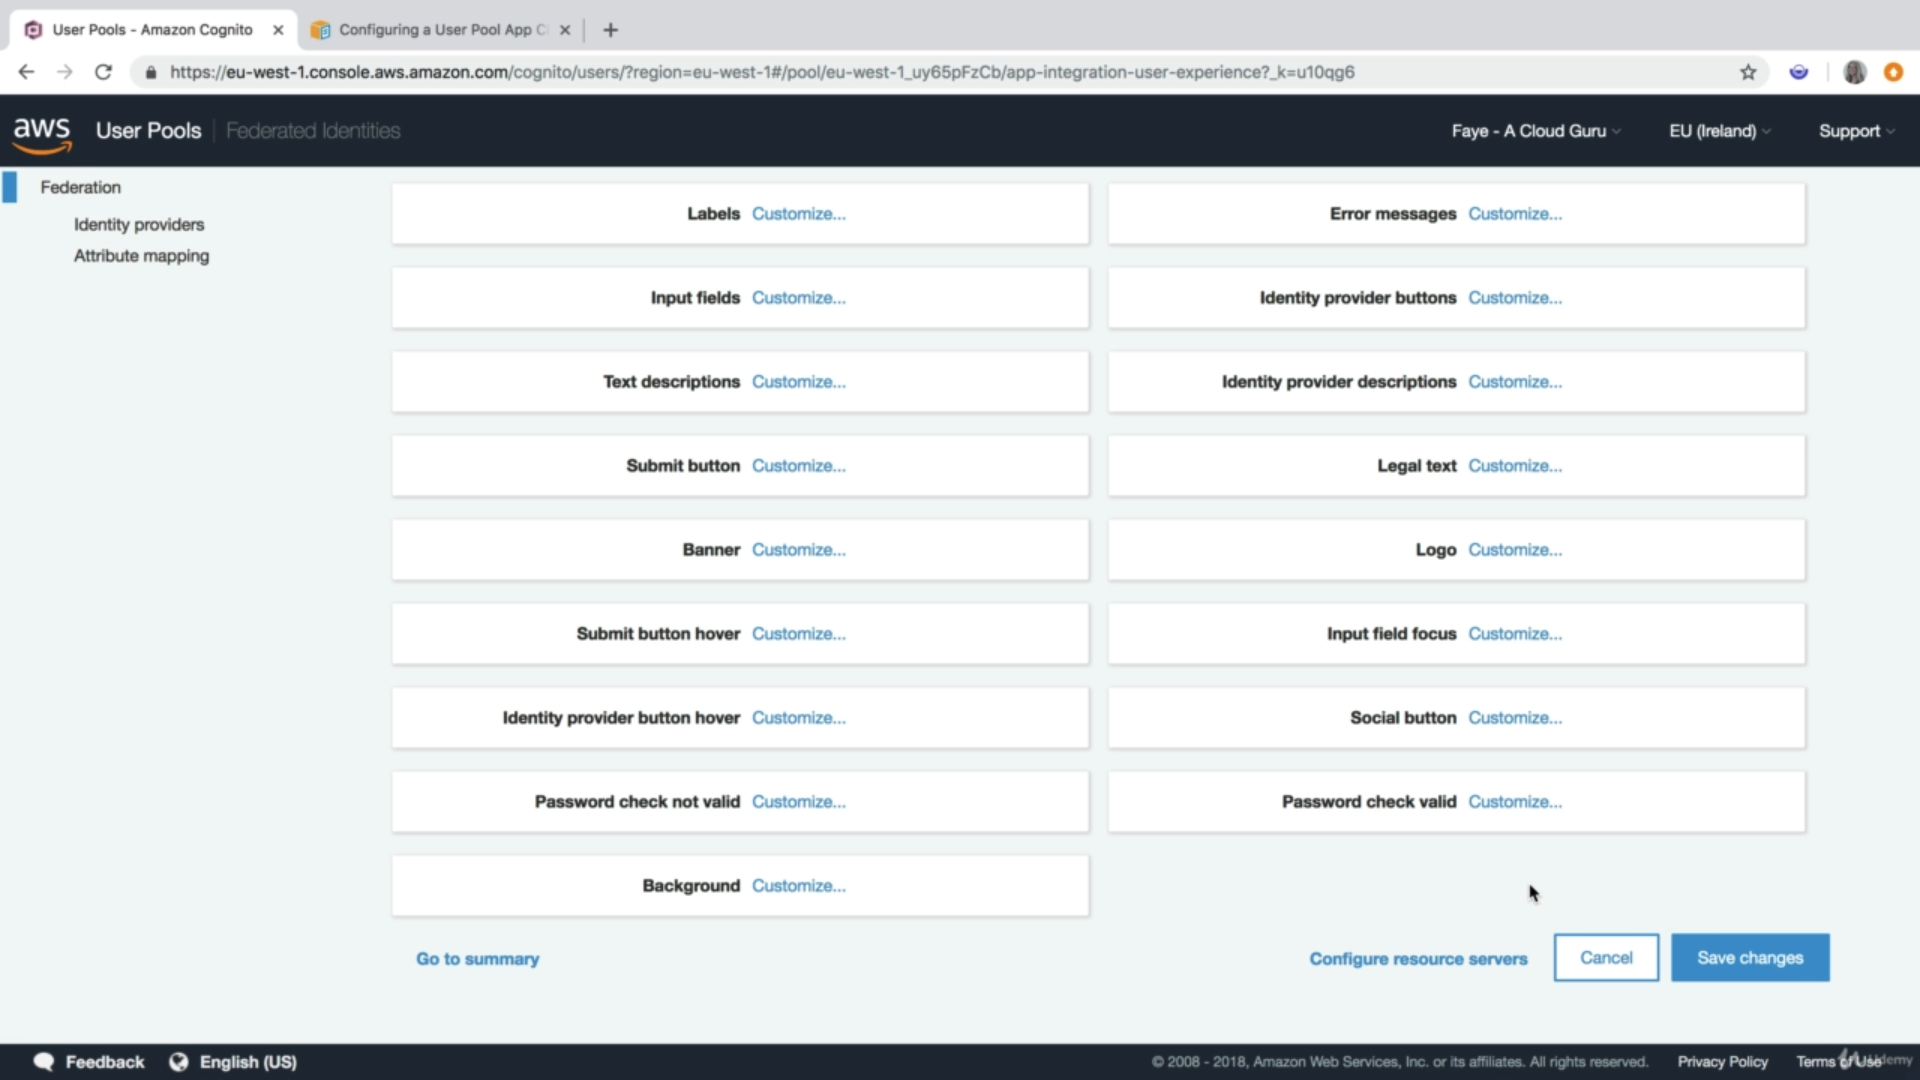 User Pools - Amazon Cognito
Configuring a User Pool App C
https://eu-west-1.console.aws.amazon.com/cognito/users/?region=eu-west-1#/pool/eu-west-1_uy65pFzCb/app-integration-user-experience?_k=u10qg6
aws User Pools Federated Identities Faye - A Cloud Guru EU (Ireland) Support
Federation
Identity providers
Attribute mapping
Labels Customize... Error messages Customize...
Input fields Customize... Identity provider buttons Customize...
Text descriptions Customize... Identity provider descriptions Customize...
Submit button Customize... Legal text Customize...
Banner Customize... Logo Customize...
Submit button hover Customize... Input field focus Customize...
Identity provider button hover Customize... Social button Customize...
Password check not valid Customize... Password check valid Customize...
Background Customize...
Go to summary Configure resource servers Cancel Save changes
Feedback English (US) © 2008 - 2018, Amazon Web Services, Inc. or its affiliates. All rights reserved. Privacy Policy Terms of Use
Udemy